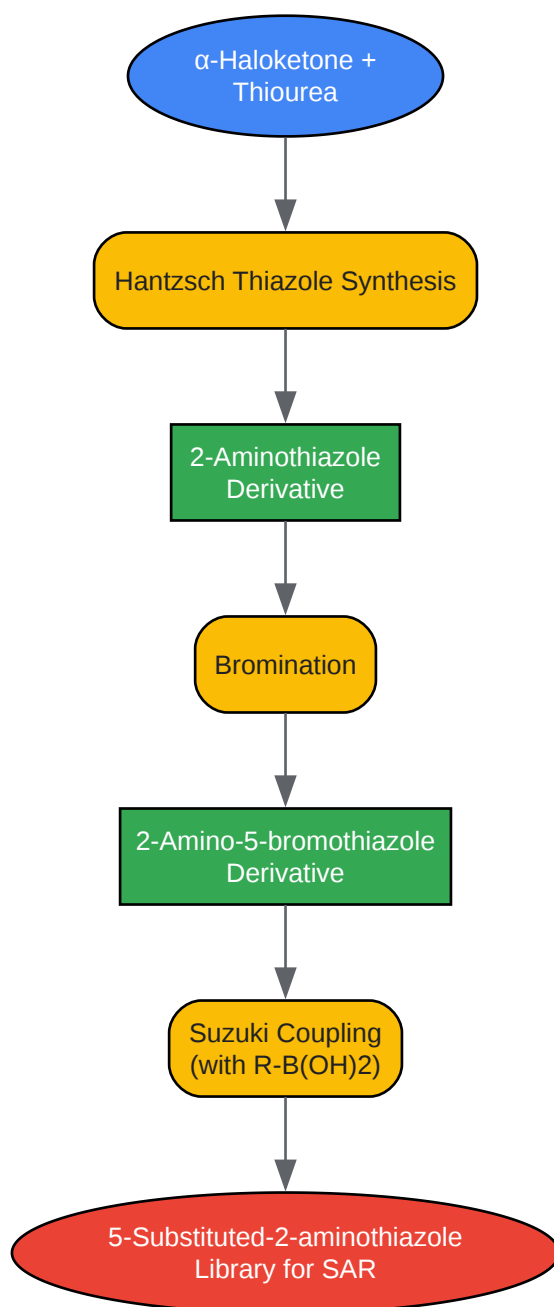 α-Haloketone +
Thiourea
Hantzsch Thiazole Synthesis
2-Aminothiazole
Derivative
Bromination
2-Amino-5-bromothiazole
Derivative
Suzuki Coupling
(with R-B(OH)2)
5-Substituted-2-aminothiazole
Library for SAR